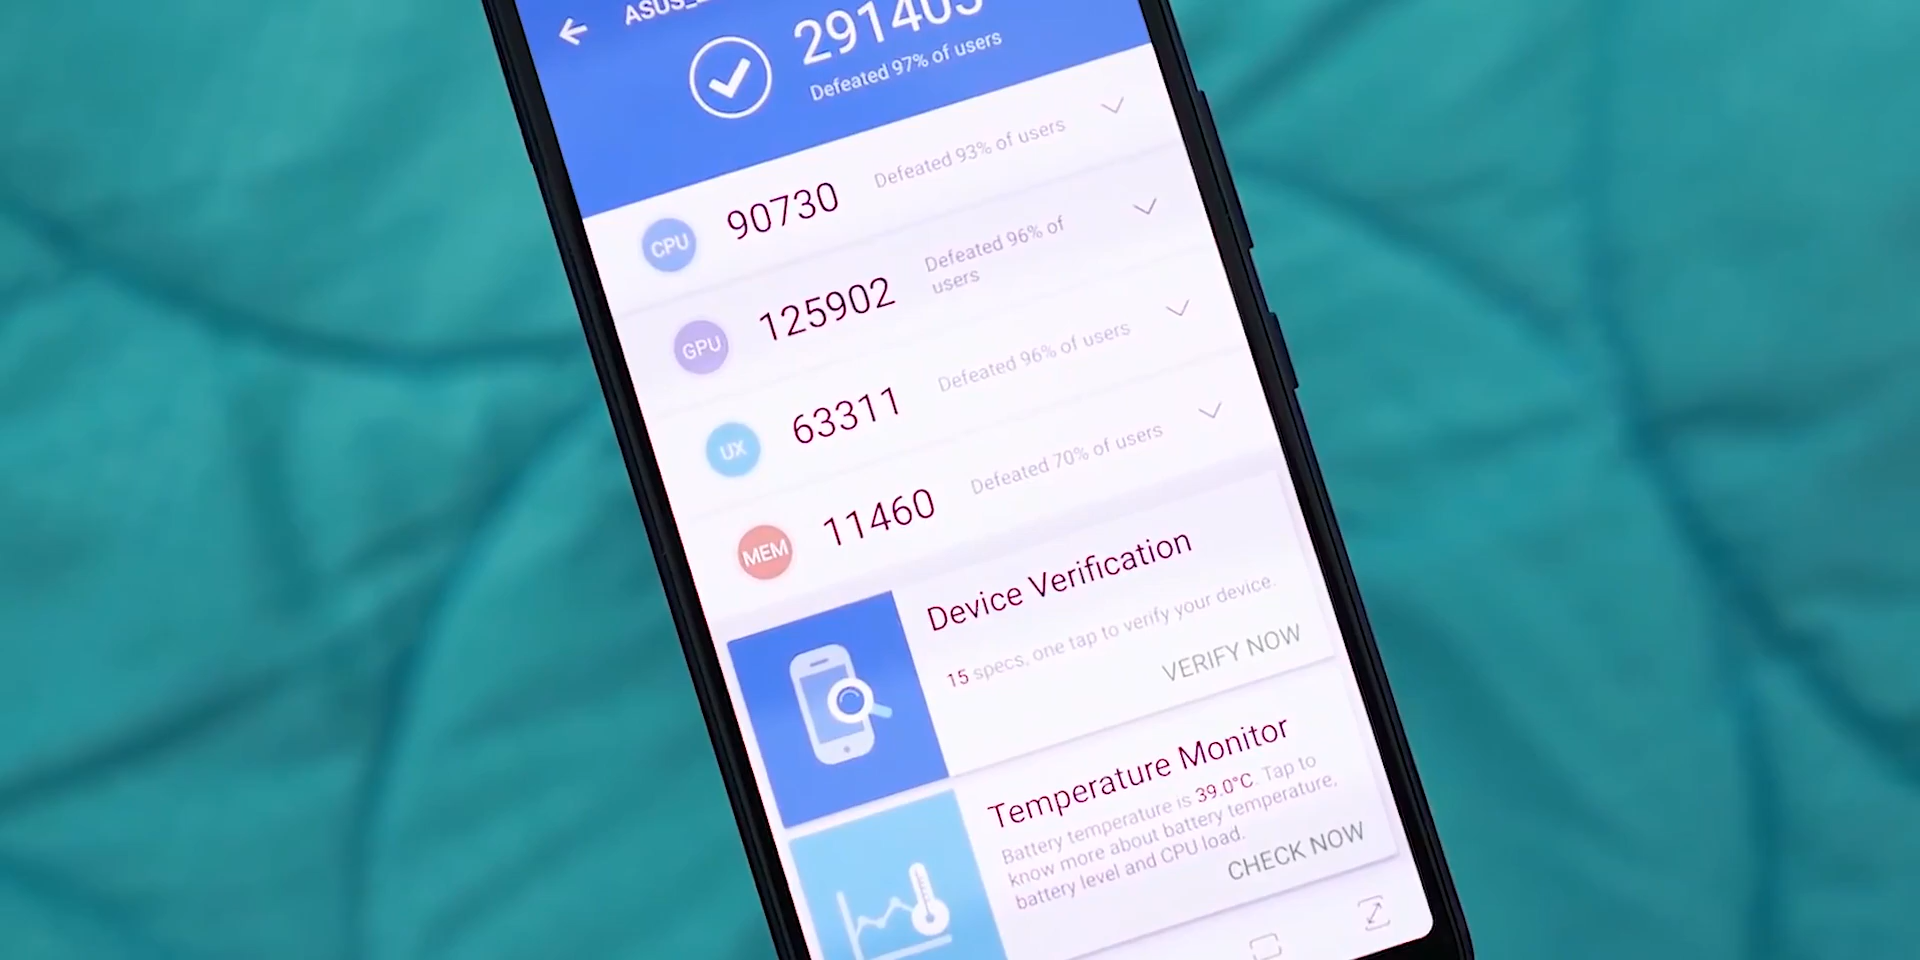 291403
Defeated 97% of users
CPU 90730 Defeated 93% of users
GPU 125902 Defeated 96% of
users
UX 63311 Defeated 96% of users
MEM 11460 Defeated 70% of users
Device Verification
15 specs, one tap to verify your device.
VERIFY NOW
Temperature Monitor
Battery temperature is 39.0°C. Tap to
know more about battery temperature,
battery level and CPU load.
CHECK NOW